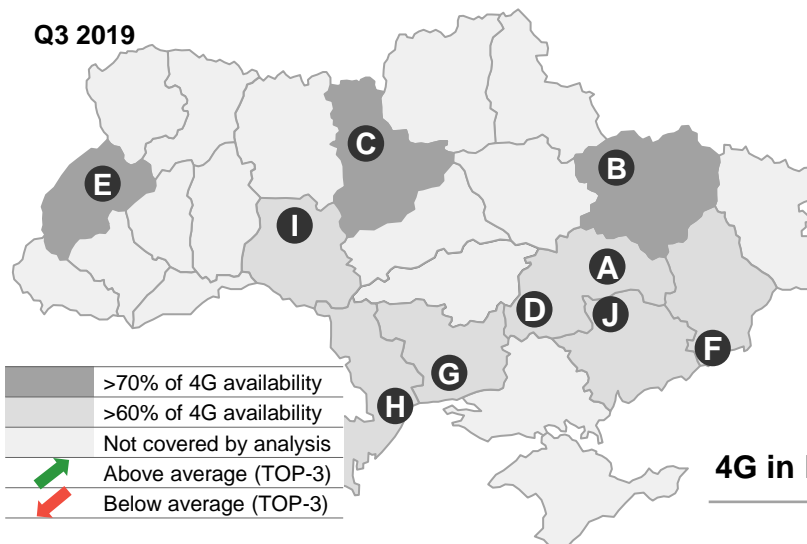 Q3 2019
C
B
E
I
A
D
J
F
G
H
>70% of 4G availability
>60% of 4G availability
Not covered by analysis
Above average (TOP-3)
Below average (TOP-3)
4G in